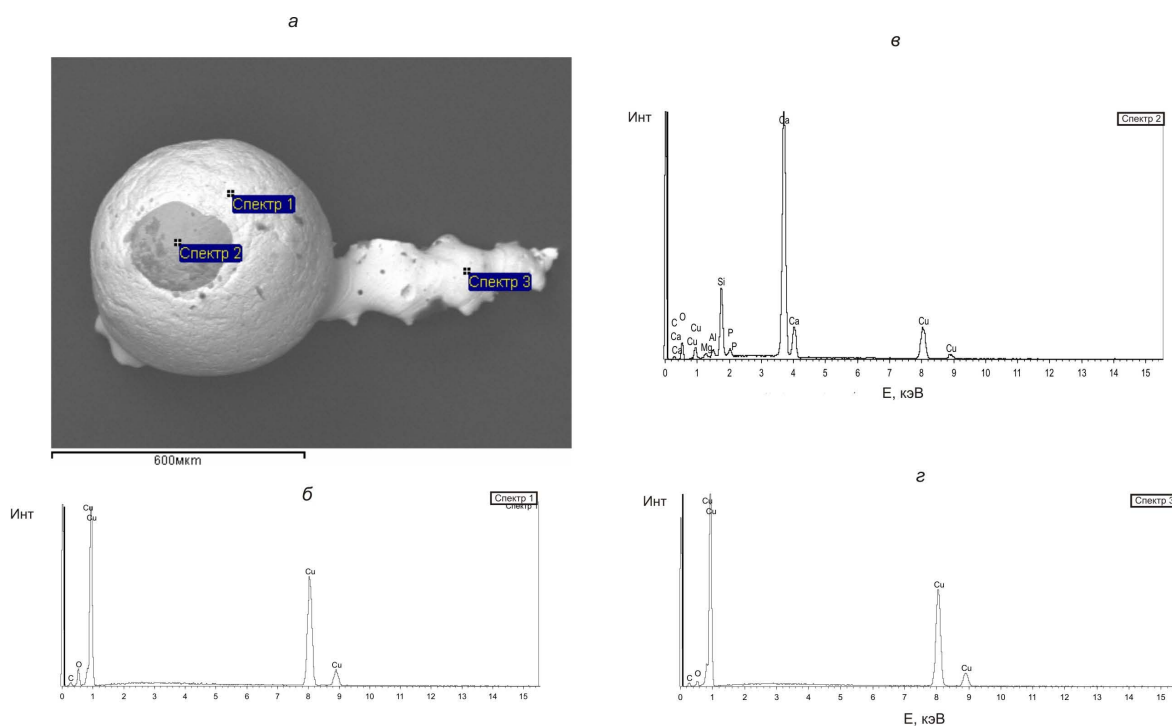 а
Спектр 1
Спектр 2
Спектр 3
600мкm
в
Инт
Спектр 2
Ca
Si
C
O
Ca
Cu
Ca
Cu
Mg
Al
P
P
Ca
Cu
Cu
0 1 2 3 4 5 6 7 8 9 10 11 12 13 14 15
Е, кэВ
б
Инт
Спектр 1
Спектр 1
Cu
Cu
C
O
Cu
Cu
0 1 2 3 4 5 6 7 8 9 10 11 12 13 14 15
г
Инт
Спектр 3
Cu
Cu
C
O
Cu
Cu
0 1 2 3 4 5 6 7 8 9 10 11 12 13 14 15
Е, кэВ